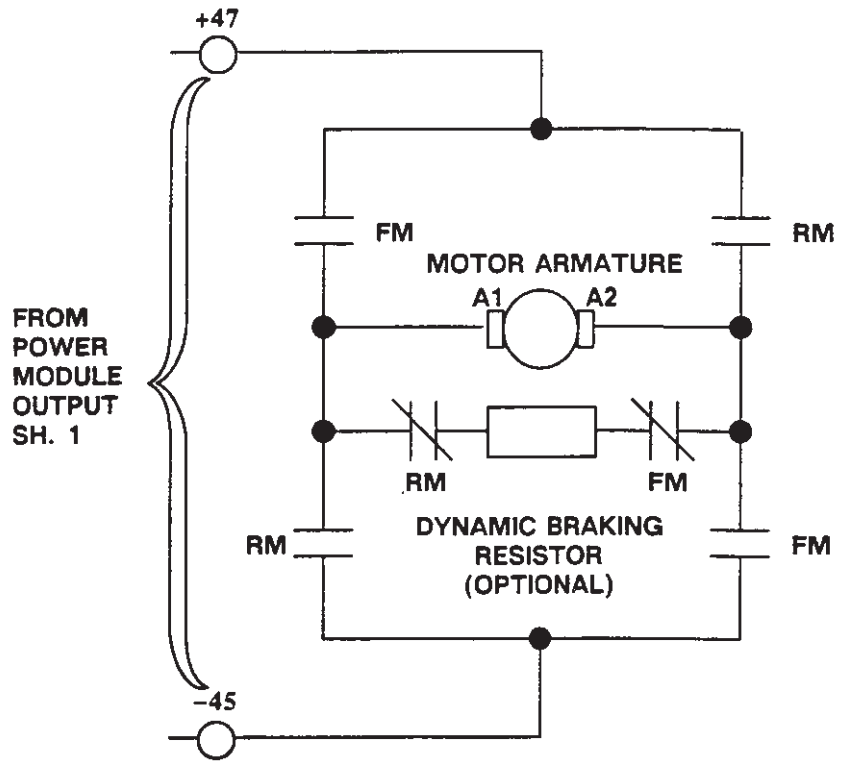 +47
FM
RM
MOTOR ARMATURE
A1
A2
FROM
POWER
MODULE
OUTPUT
SH. 1
RM
FM
RM
DYNAMIC BRAKING
RESISTOR
(OPTIONAL)
FM
−45